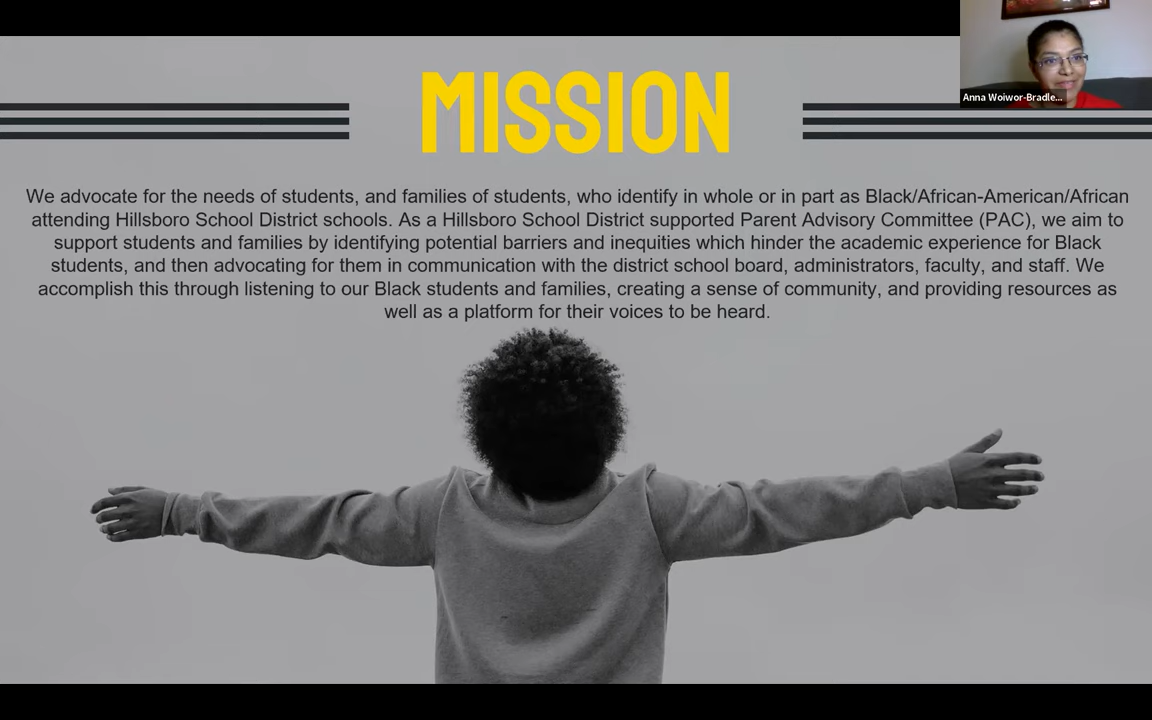 MISSION
Anna Woiwor-Bradle...
We advocate for the needs of students, and families of students, who identify in whole or in part as Black/African-American/African
attending Hillsboro School District schools. As a Hillsboro School District supported Parent Advisory Committee (PAC), we aim to
support students and families by identifying potential barriers and inequities which hinder the academic experience for Black
students, and then advocating for them in communication with the district school board, administrators, faculty, and staff. We
accomplish this through listening to our Black students and families, creating a sense of community, and providing resources as
well as a platform for their voices to be heard.